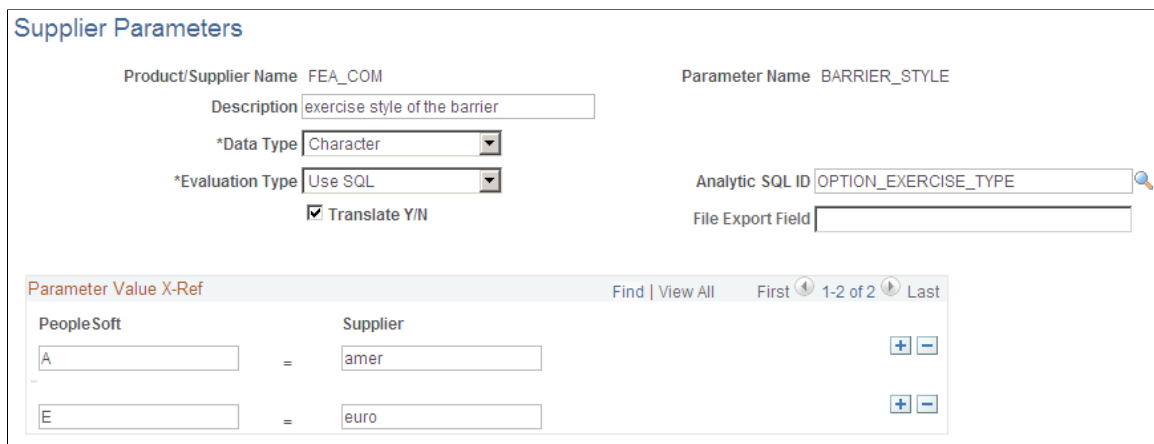 Supplier Parameters
Product/Supplier Name FEA_COM Parameter Name BARRIER_STYLE
Description exercise style of the barrier
*Data Type Character
*Evaluation Type Use SQL Analytic SQL ID OPTION_EXERCISE_TYPE
Translate Y/N File Export Field
Parameter Value X-Ref Find | View All First 1-2 of 2 Last
PeopleSoft Supplier
A = amer
E = euro